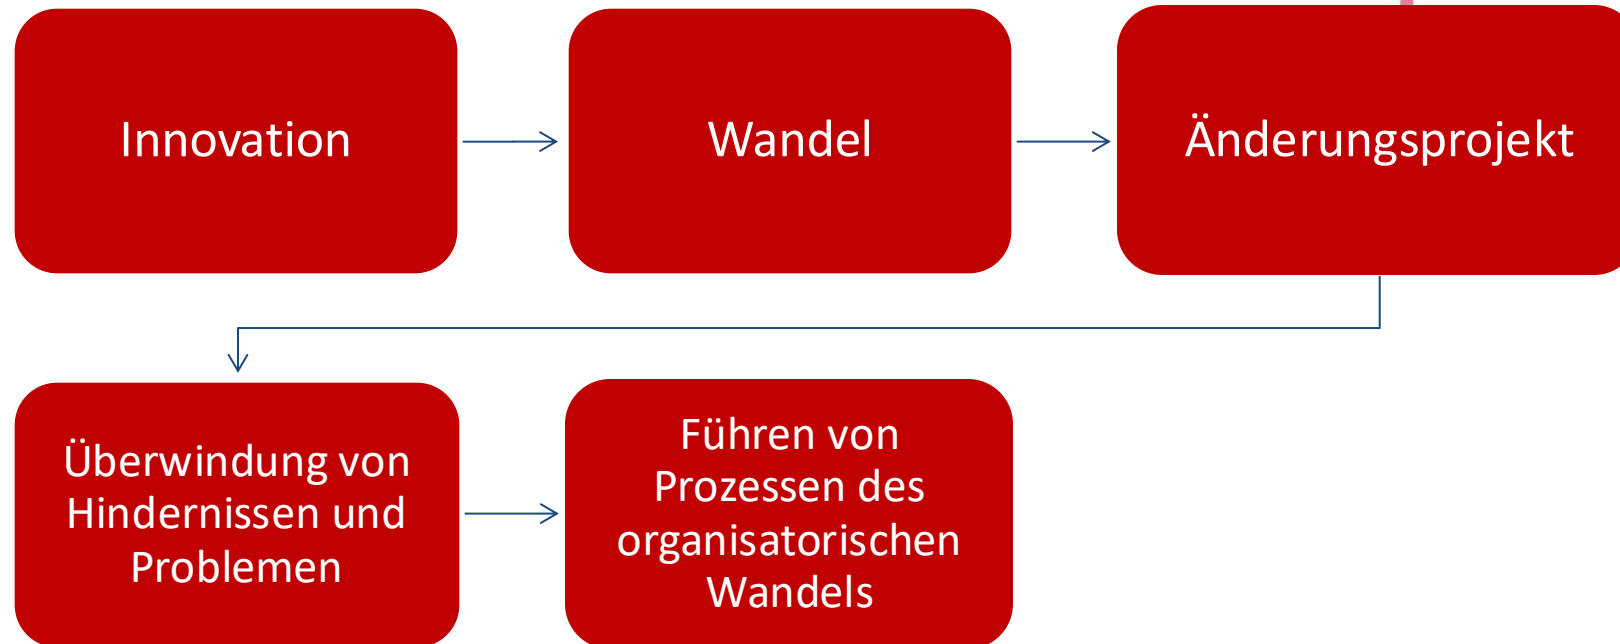 Innovation
Wandel
Änderungsprojekt
Überwindung von
Hindernissen und
Problemen
Führen von
Prozessen des
organisatorischen
Wandels